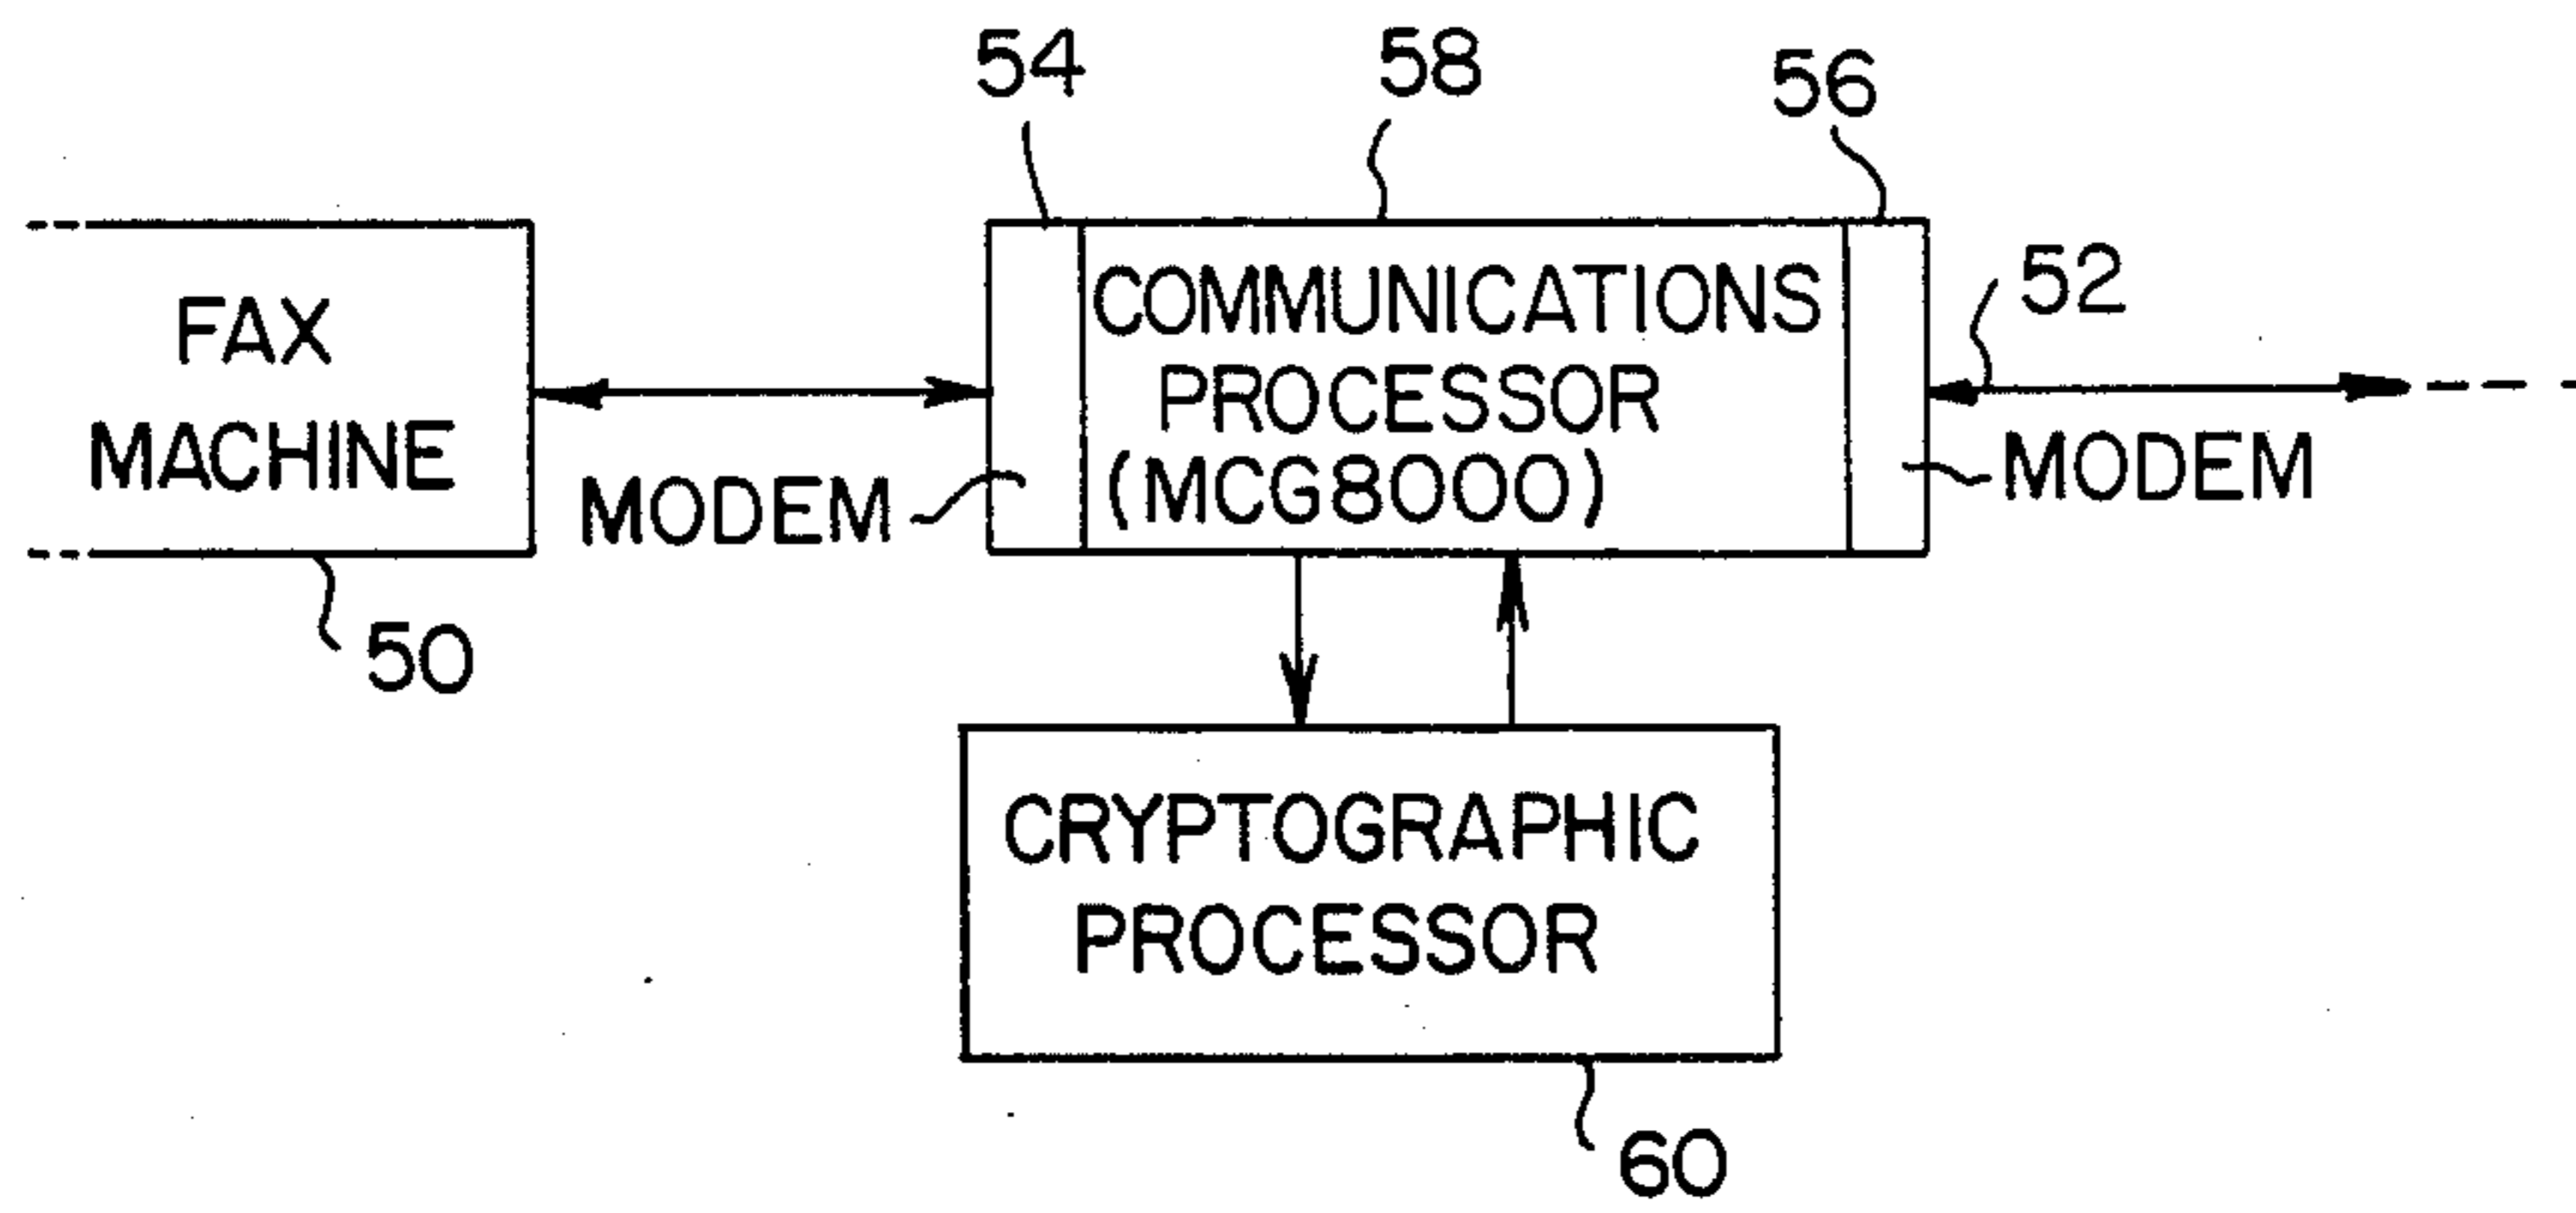 54
58
56
52
FAX
MACHINE
50
MODEM
COMMUNICATIONS
PROCESSOR
(MCG8000)
MODEM
CRYPTOGRAPHIC
PROCESSOR
60